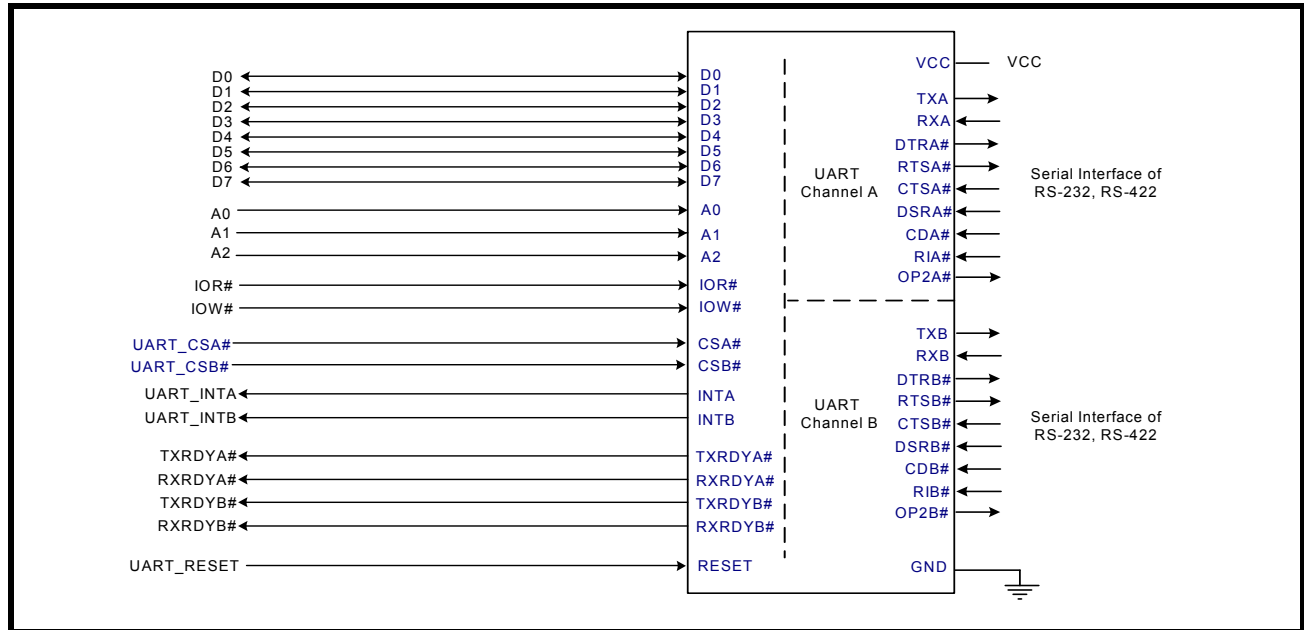 D0
D1
D2
D3
D4
D5
D6
D7
A0
A1
A2
IOR#
IOW#
UART_CSA#
UART_CSB#
UART_INTA
UART_INTB
TXRDYA#
RXRDYA#
TXRDYB#
RXRDYB#
UART_RESET
D0
D1
D2
D3
D4
D5
D6
D7
A0
A1
A2
IOR#
IOW#
CSA#
CSB#
INTA
INTB
TXRDYA#
RXRDYA#
TXRDYB#
RXRDYB#
RESET
UART
Channel A
UART
Channel B
VCC
TXA
RXA
DTRA#
RTSA#
CTSA#
DSRA#
CDA#
RIA#
OP2A#
TXB
RXB
DTRB#
RTSB#
CTSB#
DSRB#
CDB#
RIB#
OP2B#
GND
VCC
Serial Interface of
RS-232, RS-422
Serial Interface of
RS-232, RS-422